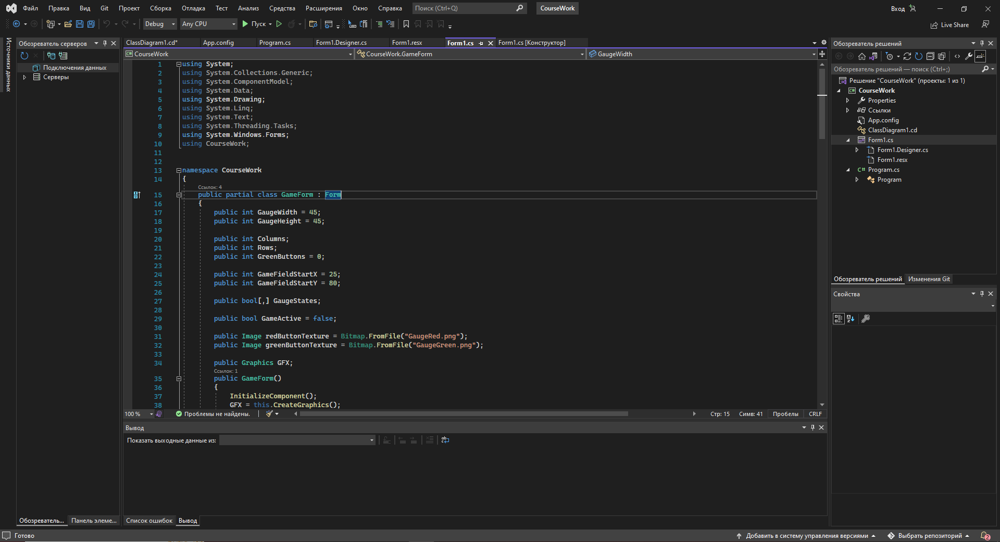 Файл Правка Вид Git Проект Сборка Отладка Тест Анализ Средства Расширения Окно Справка Поиск (Ctrl+Q) CourseWork Вход
Debug Any CPU Пуск Live Share
Источники данных
Обозреватель серверов
Подключения данных
Серверы
ClassDiagram1.cd* App.config Program.cs Form1.Designer.cs Form1.resx Form1.cs Form1.cs [Конструктор]
CourseWork CourseWork.GameForm GaugeWidth
1 using System;
2 using System.Collections.Generic;
3 using System.ComponentModel;
4 using System.Data;
5 using System.Drawing;
6 using System.Linq;
7 using System.Text;
8 using System.Threading.Tasks;
9 using System.Windows.Forms;
10 using CourseWork;
11
12
13 namespace CourseWork
14 {
Ссылок: 4
15 public partial class GameForm : Form
16 {
17 public int GaugeWidth = 45;
18 public int GaugeHeight = 45;
19
20 public int Columns;
21 public int Rows;
22 public int GreenButtons = 0;
23
24 public int GameFieldStartX = 25;
25 public int GameFieldStartY = 80;
26
27 public bool[,] GaugeStates;
28
29 public bool GameActive = false;
30
31 public Image redButtonTexture = Bitmap.FromFile("GaugeRed.png");
32 public Image greenButtonTexture = Bitmap.FromFile("GaugeGreen.png");
33
34 public Graphics GFX;
Ссылок: 1
35 public GameForm()
36 {
37 InitializeComponent();
38 GFX = this.CreateGraphics();
100 % Проблемы не найдены. Стр: 15 Симв: 41 Пробелы CRLF
Вывод
Показать выходные данные из:
Обозреватель... Панель элеме... Список ошибок Вывод
Обозреватель решений
Обозреватель решений — поиск (Ctrl+;)
Решение "CourseWork" (проекты: 1 из 1)
CourseWork
Properties
Ссылки
App.config
ClassDiagram1.cd
Form1.cs
Form1.Designer.cs
Form1.resx
C# Program.cs
Program
Обозреватель решений Изменения Git
Свойства
Готово Добавить в систему управления версиями Выбрать репозиторий 2